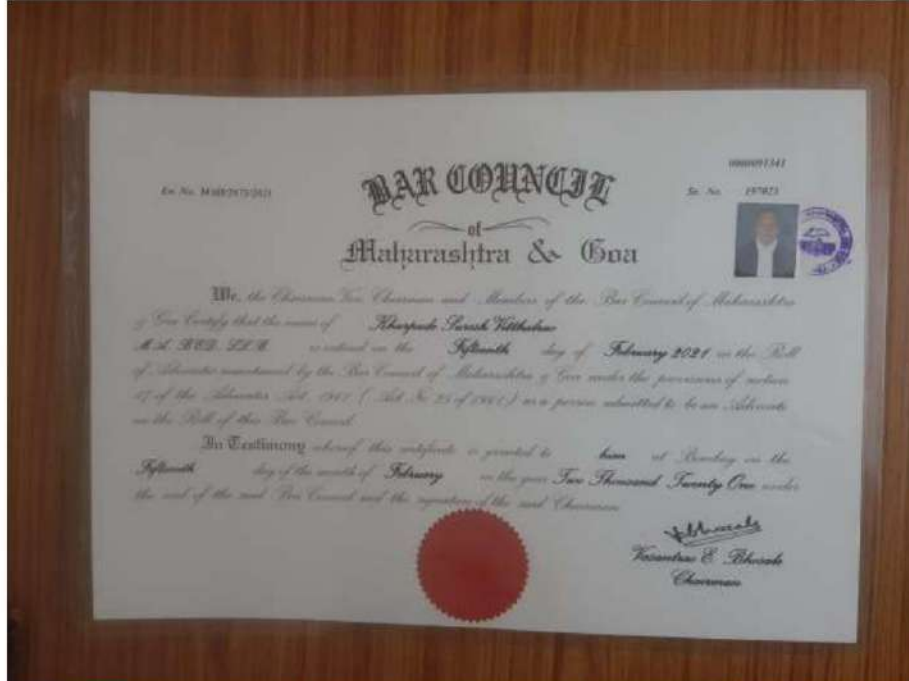 0000091341
En. No. MAH/2673/2021
Sr. No. 197023
BAR COUNCIL
of
Maharashtra & Goa
We, the Chairman Vice Chairman and Members of the Bar Council of Maharashtra
& Goa Certify that the name of Kharpude Suresh Vitthalrao
M.A. B.ED. LL.B. is entered on the Fifteenth day of February 2021 on the Roll
of Advocates maintained by the Bar Council of Maharashtra & Goa under the provisions of section
17 of the Advocates Act, 1961 ( Act No 25 of 1961 ) as a person admitted to be an Advocate
on the Roll of this Bar Council.
In Testimony whereof this certificate is granted to him at Bombay on the
Fifteenth day of the month of February in the year Two Thousand Twenty One under
the seal of the said Bar Council and the signature of the said Chairman
Vasantrao E. Bhosale
Chairman